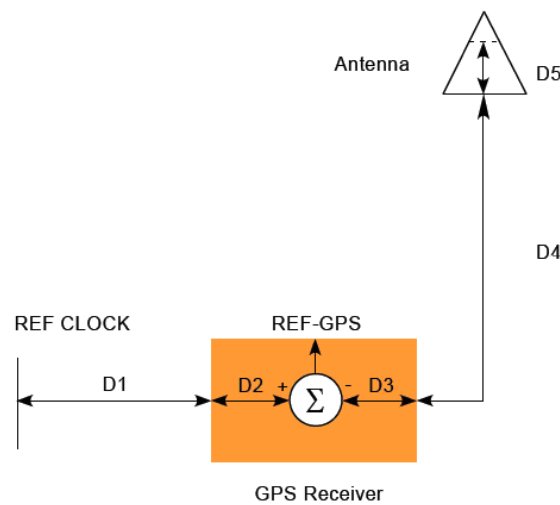 Antenna
D5
D4
REF CLOCK
REF-GPS
D1
D2 + Σ - D3
GPS Receiver